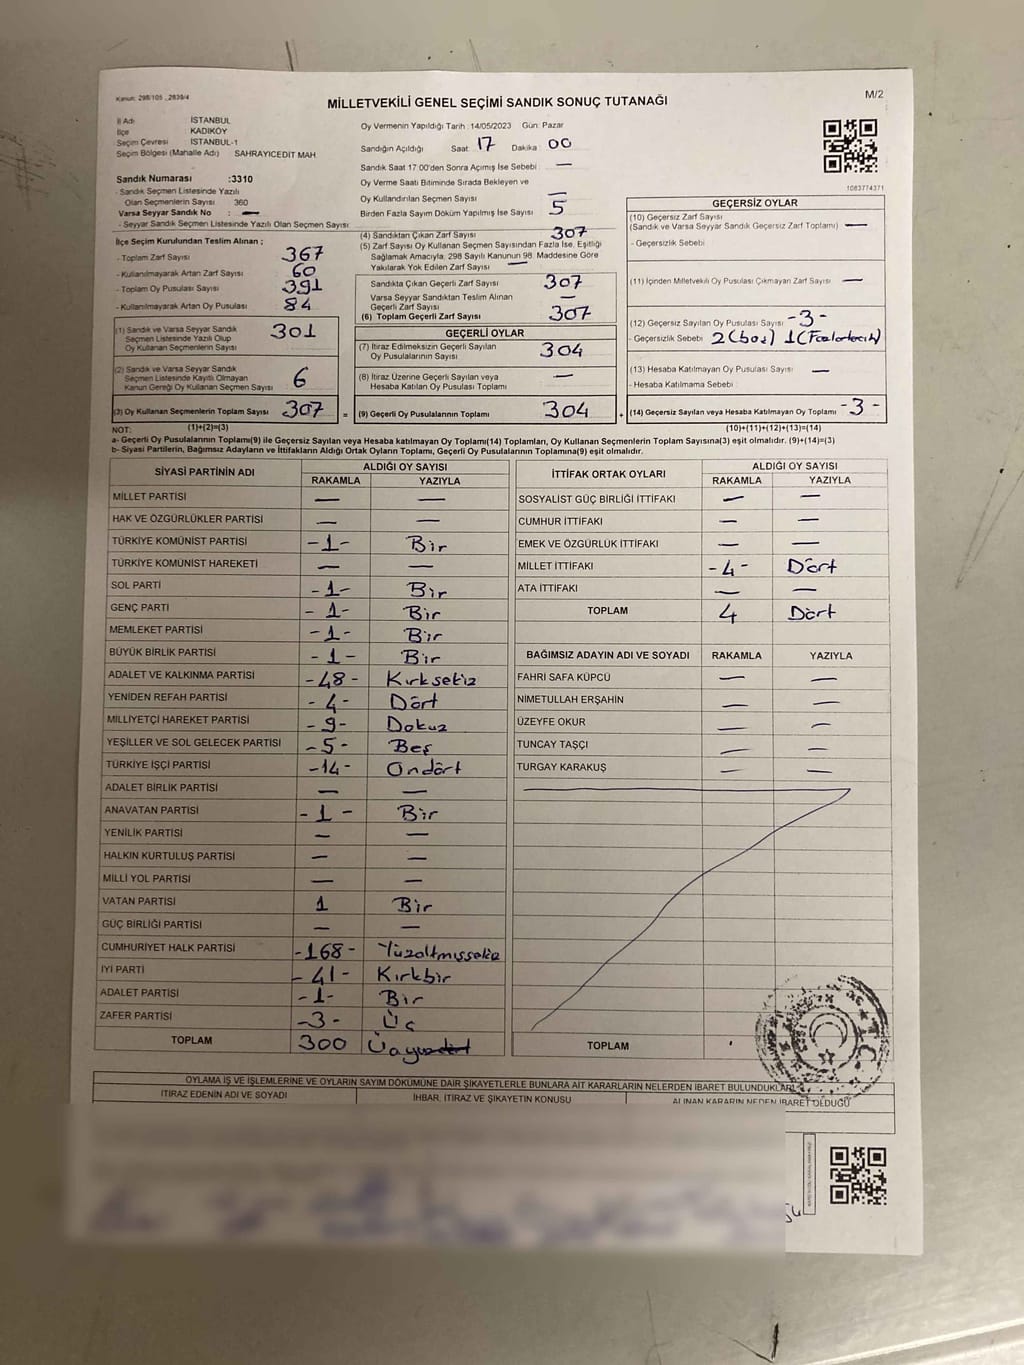 Kanun: 298/105 , 2839/4
MİLLETVEKİLİ GENEL SEÇİMİ SANDIK SONUÇ TUTANAĞI
M/2
İl Adı İSTANBUL
İlçe KADIKÖY
Seçim Çevresi İSTANBUL-1
Seçim Bölgesi (Mahalle Adı) SAHRAYICEDİT MAH.
Sandık Numarası :3310
- Sandık Seçmen Listesinde Yazılı
Olan Seçmenlerin Sayısı 360
Varsa Seyyar Sandık No : —
- Seyyar Sandık Seçmen Listesinde Yazılı Olan Seçmen Sayısı
Oy Vermenin Yapıldığı Tarih :14/05/2023 Gün: Pazar
Sandığın Açıldığı Saat: 17 Dakika: 00
Sandık Saat 17:00'den Sonra Açımış İse Sebebi —
Oy Verme Saati Bitiminde Sırada Bekleyen ve
Oy Kullandırılan Seçmen Sayısı —
Birden Fazla Sayım Döküm Yapılmış İse Sayısı 5
1083774371
İlçe Seçim Kurulundan Teslim Alınan ;
- Toplam Zarf Sayısı 367
- Kullanılmayarak Artan Zarf Sayısı 60
- Toplam Oy Pusulası Sayısı 391
- Kullanılmayarak Artan Oy Pusulası 84
(1) Sandık ve Varsa Seyyar Sandık
Seçmen Listesinde Yazılı Olup
Oy Kullanan Seçmenlerin Sayısı 301
(2) Sandık ve Varsa Seyyar Sandık
Seçmen Listesinde Kayıtlı Olmayan
Kanun Gereği Oy Kullanan Seçmen Sayısı 6
(3) Oy Kullanan Seçmenlerin Toplam Sayısı 307 =
(4) Sandıktan Çıkan Zarf Sayısı 307
(5) Zarf Sayısı Oy Kullanan Seçmen Sayısından Fazla İse, Eşitliği
Sağlamak Amacıyla, 298 Sayılı Kanunun 98. Maddesine Göre
Yakılarak Yok Edilen Zarf Sayısı —
Sandıkta Çıkan Geçerli Zarf Sayısı 307
Varsa Seyyar Sandıktan Teslim Alınan
Geçerli Zarf Sayısı —
(6) Toplam Geçerli Zarf Sayısı 307
GEÇERLİ OYLAR
(7) İtiraz Edilmeksizin Geçerli Sayılan
Oy Pusulalarının Sayısı 304
(8) İtiraz Üzerine Geçerli Sayılan veya
Hesaba Katılan Oy Pusulası Toplamı —
(9) Geçerli Oy Pusulalarının Toplamı 304 +
GEÇERSİZ OYLAR
(10) Geçersiz Zarf Sayısı
(Sandık ve Varsa Seyyar Sandık Geçersiz Zarf Toplamı) —
- Geçersizlik Sebebi
(11) İçinden Milletvekili Oy Pusulası Çıkmayan Zarf Sayısı —
(12) Geçersiz Sayılan Oy Pusulası Sayısı -3-
- Geçersizlik Sebebi 2(boş)
(13) Hesaba Katılmayan Oy Pusulası Sayısı —
- Hesaba Katılmama Sebebi :
(14) Geçersiz Sayılan veya Hesaba Katılmayan Oy Toplamı -3-
NOT: (1)+(2)=(3) (10)+(11)+(12)+(13)=(14)
a- Geçerli Oy Pusulalarının Toplamı(9) ile Geçersiz Sayılan veya Hesaba katılmayan Oy Toplamı(14) Toplamları, Oy Kullanan Seçmenlerin Toplam Sayısına(3) eşit olmalıdır. (9)+(14)=(3)
b- Siyasi Partilerin, Bağımsız Adayların ve İttifakların Aldığı Ortak Oyların Toplamı, Geçerli Oy Pusulalarının Toplamına(9) eşit olmalıdır.
SİYASİ PARTİNİN ADI ALDIĞI OY SAYISI
RAKAMLA YAZIYLA
MİLLET PARTİSİ — —
HAK VE ÖZGÜRLÜKLER PARTİSİ — —
TÜRKİYE KOMÜNİST PARTİSİ -1- Bir
TÜRKİYE KOMÜNİST HAREKETİ — —
SOL PARTİ -1- Bir
GENÇ PARTİ -1- Bir
MEMLEKET PARTİSİ -1- Bir
BÜYÜK BİRLİK PARTİSİ -1- Bir
ADALET VE KALKINMA PARTİSİ -48- Kırksekiz
YENİDEN REFAH PARTİSİ -4- Dört
MİLLİYETÇİ HAREKET PARTİSİ -9- Dokuz
YEŞİLLER VE SOL GELECEK PARTİSİ -5- Beş
TÜRKİYE İŞÇİ PARTİSİ -14- Ondört
ADALET BİRLİK PARTİSİ — —
ANAVATAN PARTİSİ -1- Bir
YENİLİK PARTİSİ — —
HALKIN KURTULUŞ PARTİSİ — —
MİLLİ YOL PARTİSİ — —
VATAN PARTİSİ 1 Bir
GÜÇ BİRLİĞİ PARTİSİ — —
CUMHURİYET HALK PARTİSİ -168- Yüzaltmışsekiz
İYİ PARTİ -41- Kırkbir
ADALET PARTİSİ -1- Bir
ZAFER PARTİSİ -3- Üç
TOPLAM 300
İTTİFAK ORTAK OYLARI ALDIĞI OY SAYISI
RAKAMLA YAZIYLA
SOSYALİST GÜÇ BİRLİĞİ İTTİFAKI — —
CUMHUR İTTİFAKI — —
EMEK VE ÖZGÜRLÜK İTTİFAKI — —
MİLLET İTTİFAKI -4- Dört
ATA İTTİFAKI — —
TOPLAM 4 Dört
BAĞIMSIZ ADAYIN ADI VE SOYADI RAKAMLA YAZIYLA
FAHRİ SAFA KÜPCÜ — —
NİMETULLAH ERŞAHİN — —
ÜZEYFE OKUR — —
TUNCAY TAŞÇI — —
TURGAY KARAKUŞ — —
TOPLAM
OYLAMA İŞ VE İŞLEMLERİNE VE OYLARIN SAYIM DÖKÜMÜNE DAİR ŞİKAYETLERLE BUNLARA AİT KARARLARIN NELERDEN İBARET BULUNDUKLARI
İTİRAZ EDENİN ADI VE SOYADI İHBAR, İTİRAZ VE ŞİKAYETİN KONUSU ALINAN KARARIN NEDEN İBARET OLDUĞU